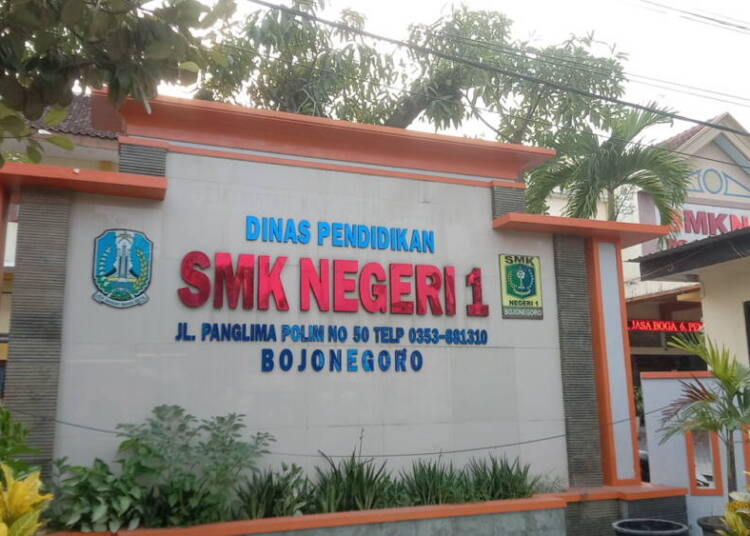 DINAS PENDIDIKAN
SMK NEGERI 1
JL. PANGLIMA POLIM NO 50 TELP 0353-881310
BOJONEGORO
SMK
NEGERI 1
BOJONEGORO
SMKN
JASA BOGA 6. PE